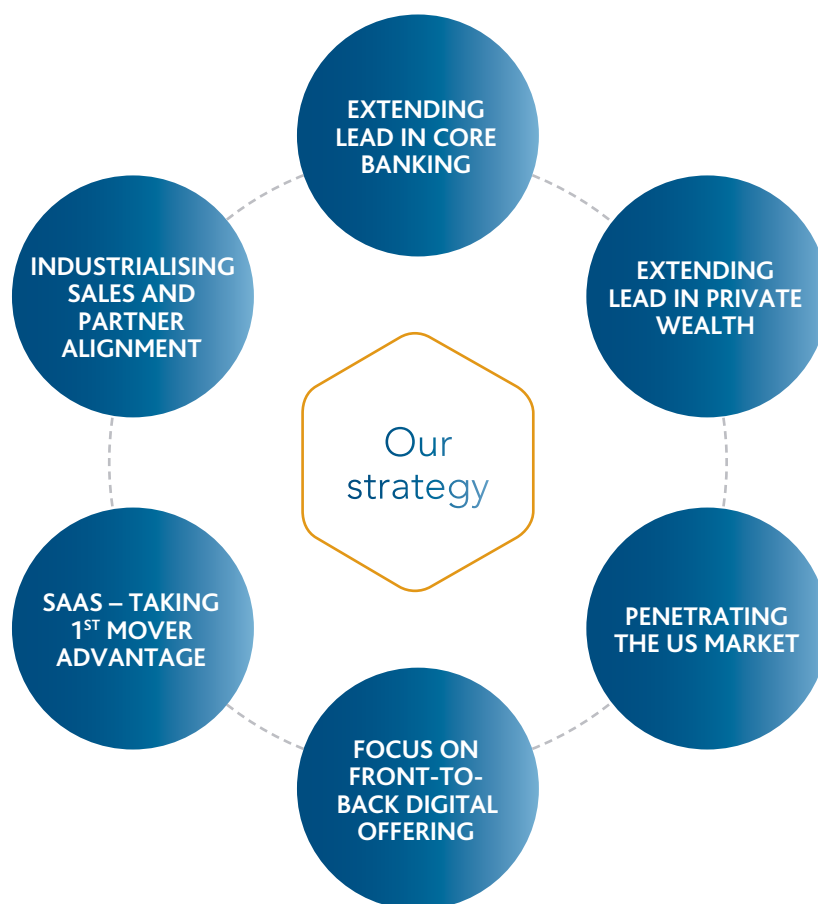 EXTENDING
LEAD IN CORE
BANKING
EXTENDING
LEAD IN PRIVATE
WEALTH
PENETRATING
THE US MARKET
FOCUS ON
FRONT-TO-
BACK DIGITAL
OFFERING
SAAS – TAKING
1ST MOVER
ADVANTAGE
INDUSTRIALISING
SALES AND
PARTNER
ALIGNMENT
Our
strategy